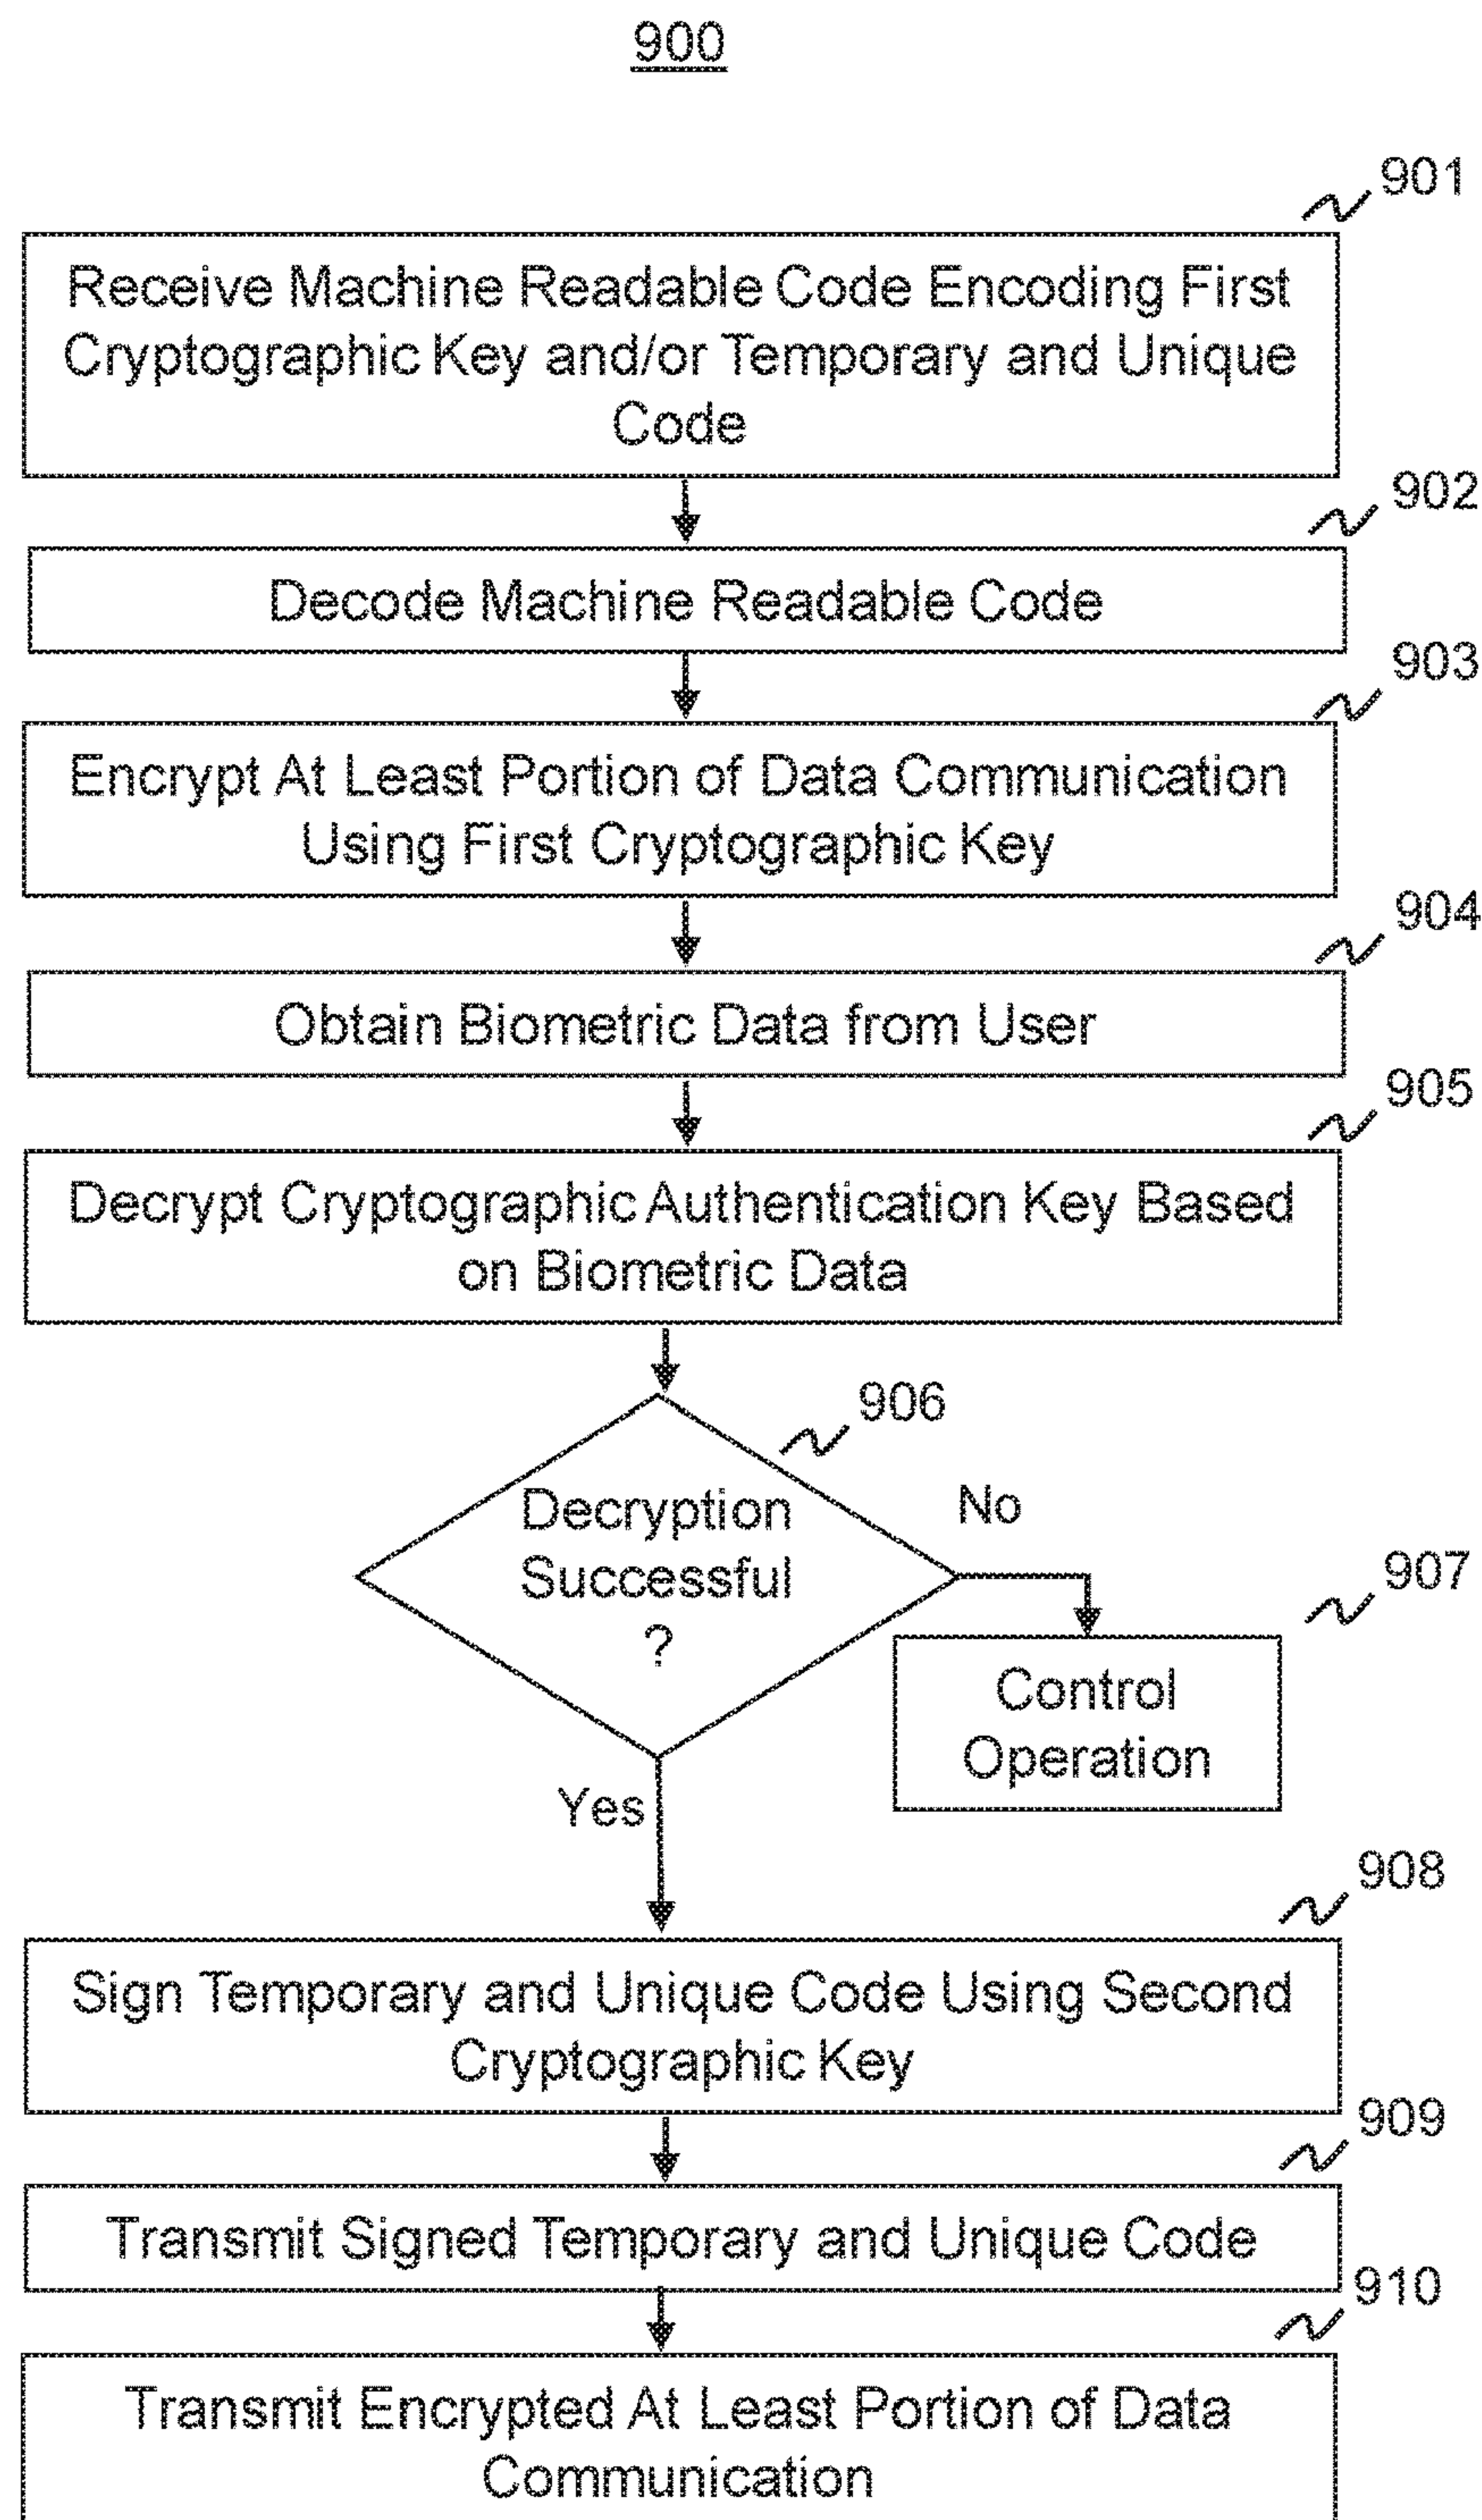 900
901
Receive Machine Readable Code Encoding First
Cryptographic Key and/or Temporary and Unique
Code
902
Decode Machine Readable Code
903
Encrypt At Least Portion of Data Communication
Using First Cryptographic Key
904
Obtain Biometric Data from User
905
Decrypt Cryptographic Authentication Key Based
on Biometric Data
906
Decryption
Successful
?
No
907
Control
Operation
Yes
908
Sign Temporary and Unique Code Using Second
Cryptographic Key
909
Transmit Signed Temporary and Unique Code
910
Transmit Encrypted At Least Portion of Data
Communication